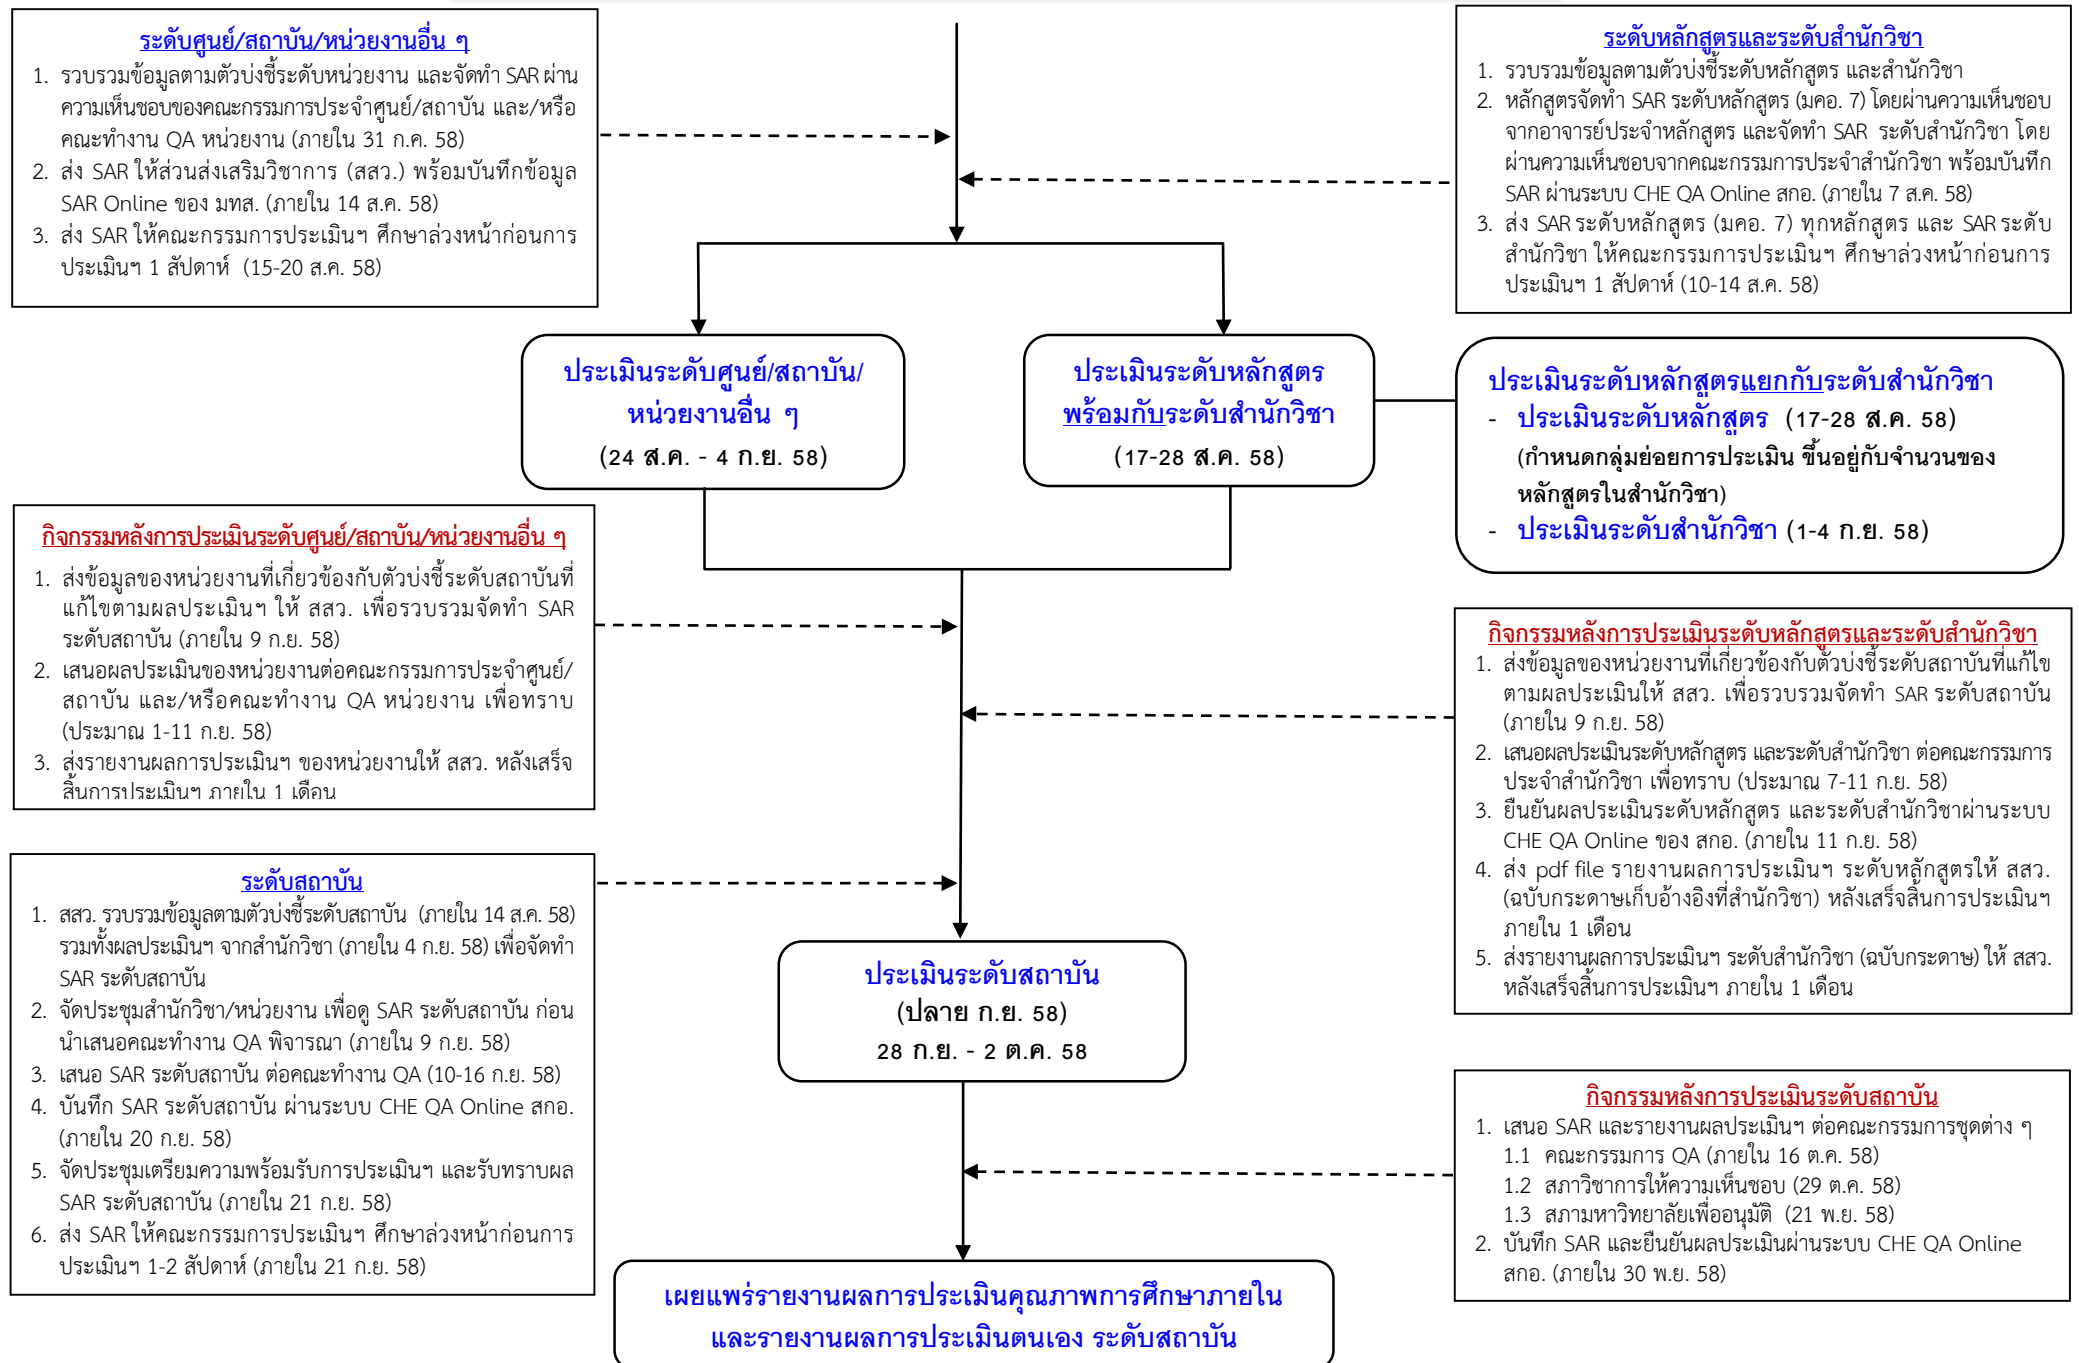 ระดับศูนย์/สถาบัน/หน่วยงานอื่น ๆ
1. รวบรวมข้อมูลตามตัวบ่งชี้ระดับหน่วยงาน และจัดทำ SAR ผ่าน
ความเห็นชอบของคณะกรรมการประจำศูนย์/สถาบัน และ/หรือ
คณะทำงาน QA หน่วยงาน (ภายใน 31 ก.ค. 58)
2. ส่ง SAR ให้ส่วนส่งเสริมวิชาการ (สสว.) พร้อมบันทึกข้อมูล
SAR Online ของ มทส. (ภายใน 14 ส.ค. 58)
3. ส่ง SAR ให้คณะกรรมการประเมินฯ ศึกษาล่วงหน้าก่อนการ
ประเมินฯ 1 สัปดาห์ (15-20 ส.ค. 58)
ระดับหลักสูตรและระดับสำนักวิชา
1. รวบรวมข้อมูลตามตัวบ่งชี้ระดับหลักสูตร และสำนักวิชา
2. หลักสูตรจัดทำ SAR ระดับหลักสูตร (มคอ. 7) โดยผ่านความเห็นชอบ
จากอาจารย์ประจำหลักสูตร และจัดทำ SAR ระดับสำนักวิชา โดย
ผ่านความเห็นชอบจากคณะกรรมการประจำสำนักวิชา พร้อมบันทึก
SAR ผ่านระบบ CHE QA Online สกอ. (ภายใน 7 ส.ค. 58)
3. ส่ง SAR ระดับหลักสูตร (มคอ. 7) ทุกหลักสูตร และ SAR ระดับ
สำนักวิชา ให้คณะกรรมการประเมินฯ ศึกษาล่วงหน้าก่อนการ
ประเมินฯ 1 สัปดาห์ (10-14 ส.ค. 58)
ประเมินระดับศูนย์/สถาบัน/
หน่วยงานอื่น ๆ
(24 ส.ค. - 4 ก.ย. 58)
ประเมินระดับหลักสูตร
พร้อมกับระดับสำนักวิชา
(17-28 ส.ค. 58)
ประเมินระดับหลักสูตรแยกกับระดับสำนักวิชา
- ประเมินระดับหลักสูตร (17-28 ส.ค. 58)
(กำหนดกลุ่มย่อยการประเมิน ขึ้นอยู่กับจำนวนของ
หลักสูตรในสำนักวิชา)
- ประเมินระดับสำนักวิชา (1-4 ก.ย. 58)
กิจกรรมหลังการประเมินระดับศูนย์/สถาบัน/หน่วยงานอื่น ๆ
1. ส่งข้อมูลของหน่วยงานที่เกี่ยวข้องกับตัวบ่งชี้ระดับสถาบันที่
แก้ไขตามผลประเมินฯ ให้ สสว. เพื่อรวบรวมจัดทำ SAR
ระดับสถาบัน (ภายใน 9 ก.ย. 58)
2. เสนอผลประเมินของหน่วยงานต่อคณะกรรมการประจำศูนย์/
สถาบัน และ/หรือคณะทำงาน QA หน่วยงาน เพื่อทราบ
(ประมาณ 1-11 ก.ย. 58)
3. ส่งรายงานผลการประเมินฯ ของหน่วยงานให้ สสว. หลังเสร็จ
สิ้นการประเมินฯ ภายใน 1 เดือน
กิจกรรมหลังการประเมินระดับหลักสูตรและระดับสำนักวิชา
1. ส่งข้อมูลของหน่วยงานที่เกี่ยวข้องกับตัวบ่งชี้ระดับสถาบันที่แก้ไข
ตามผลประเมินให้ สสว. เพื่อรวบรวมจัดทำ SAR ระดับสถาบัน
(ภายใน 9 ก.ย. 58)
2. เสนอผลประเมินระดับหลักสูตร และระดับสำนักวิชา ต่อคณะกรรมการ
ประจำสำนักวิชา เพื่อทราบ (ประมาณ 7-11 ก.ย. 58)
3. ยืนยันผลประเมินระดับหลักสูตร และระดับสำนักวิชาผ่านระบบ
CHE QA Online ของ สกอ. (ภายใน 11 ก.ย. 58)
4. ส่ง pdf file รายงานผลการประเมินฯ ระดับหลักสูตรให้ สสว.
(ฉบับกระดาษเก็บอ้างอิงที่สำนักวิชา) หลังเสร็จสิ้นการประเมินฯ
ภายใน 1 เดือน
5. ส่งรายงานผลการประเมินฯ ระดับสำนักวิชา (ฉบับกระดาษ) ให้ สสว.
หลังเสร็จสิ้นการประเมินฯ ภายใน 1 เดือน
ระดับสถาบัน
1. สสว. รวบรวมข้อมูลตามตัวบ่งชี้ระดับสถาบัน (ภายใน 14 ส.ค. 58)
รวมทั้งผลประเมินฯ จากสำนักวิชา (ภายใน 4 ก.ย. 58) เพื่อจัดทำ
SAR ระดับสถาบัน
2. จัดประชุมสำนักวิชา/หน่วยงาน เพื่อดู SAR ระดับสถาบัน ก่อน
นำเสนอคณะทำงาน QA พิจารณา (ภายใน 9 ก.ย. 58)
3. เสนอ SAR ระดับสถาบัน ต่อคณะทำงาน QA (10-16 ก.ย. 58)
4. บันทึก SAR ระดับสถาบัน ผ่านระบบ CHE QA Online สกอ.
(ภายใน 20 ก.ย. 58)
5. จัดประชุมเตรียมความพร้อมรับการประเมินฯ และรับทราบผล
SAR ระดับสถาบัน (ภายใน 21 ก.ย. 58)
6. ส่ง SAR ให้คณะกรรมการประเมินฯ ศึกษาล่วงหน้าก่อนการ
ประเมินฯ 1-2 สัปดาห์ (ภายใน 21 ก.ย. 58)
ประเมินระดับสถาบัน
(ปลาย ก.ย. 58)
28 ก.ย. - 2 ต.ค. 58
กิจกรรมหลังการประเมินระดับสถาบัน
1. เสนอ SAR และรายงานผลประเมินฯ ต่อคณะกรรมการชุดต่าง ๆ
1.1 คณะกรรมการ QA (ภายใน 16 ต.ค. 58)
1.2 สภาวิชาการให้ความเห็นชอบ (29 ต.ค. 58)
1.3 สภามหาวิทยาลัยเพื่ออนุมัติ (21 พ.ย. 58)
2. บันทึก SAR และยืนยันผลประเมินผ่านระบบ CHE QA Online
สกอ. (ภายใน 30 พ.ย. 58)
เผยแพร่รายงานผลการประเมินคุณภาพการศึกษาภายใน
และรายงานผลการประเมินตนเอง ระดับสถาบัน